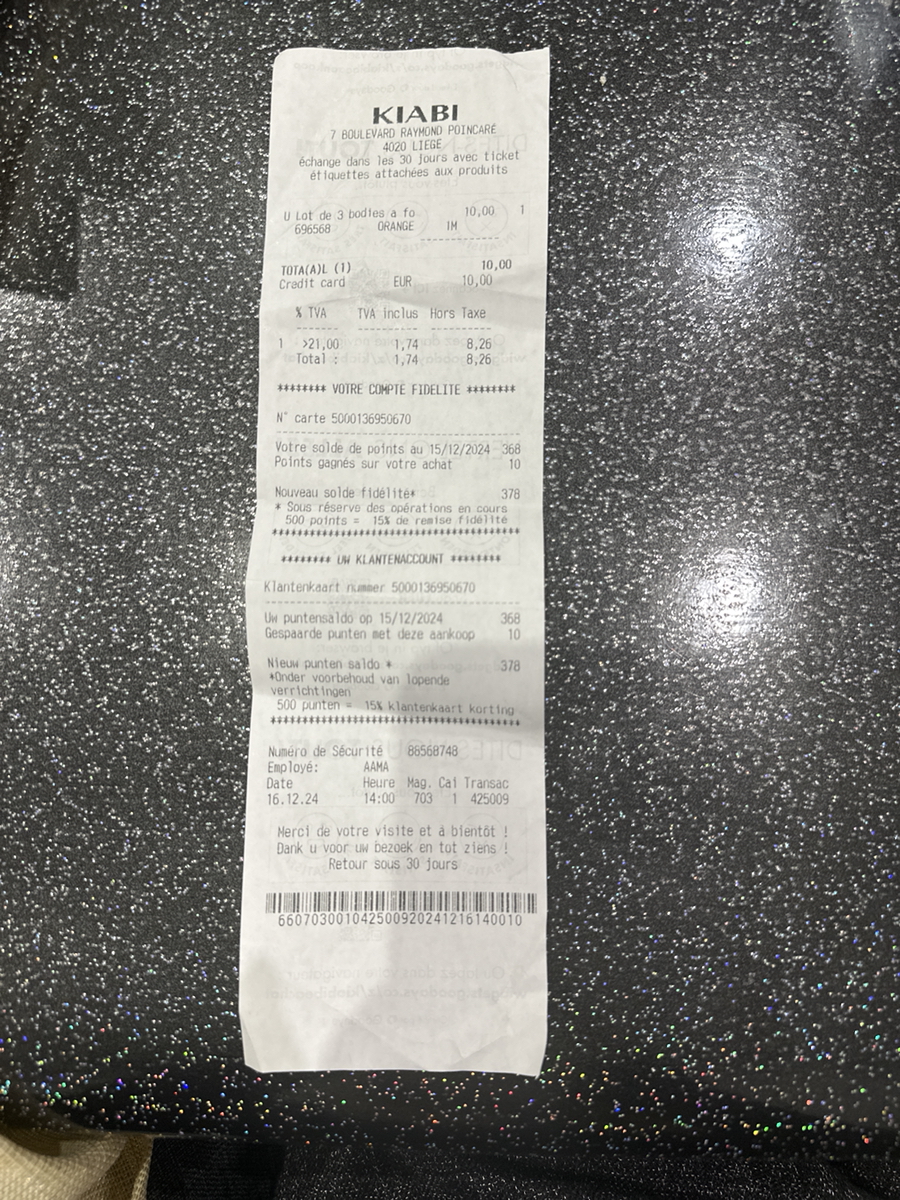 KIABI
7 BOULEVARD RAYMOND POINCARÉ
4020 LIEGE
échange dans les 30 jours avec ticket
étiquettes attachées aux produits
U Lot de 3 bodies a fo 10,00 1
696568 ORANGE 1M
--------------
TOTA(A)L (1) 10,00
Credit card EUR 10,00
% TVA TVA inclus Hors Taxe
------- ---------- ---------
1 >21,00 1,74 8,26
Total : 1,74 8,26
******** VOTRE COMPTE FIDELITE ********
N° carte 5000136950670
----------------------------------------
Votre solde de points au 15/12/2024 368
Points gagnés sur votre achat 10
Nouveau solde fidélité* 378
* Sous réserve des opérations en cours
500 points = 15% de remise fidélité
****************************************
******** UW KLANTENACCOUNT ********
Klantenkaart nummer 5000136950670
----------------------------------------
Uw puntensaldo op 15/12/2024 368
Gespaarde punten met deze aankoop 10
Nieuw punten saldo * 378
*Onder voorbehoud van lopende
verrichtingen
500 punten = 15% klantenkaart korting
****************************************
Numéro de Sécurité 88568748
Employé: AAMA
Date Heure Mag. Cai Transac
16.12.24 14:00 703 1 425009
Merci de votre visite et à bientôt !
Dank u voor uw bezoek en tot ziens !
Retour sous 30 jours
66070300104250092024121614​0010